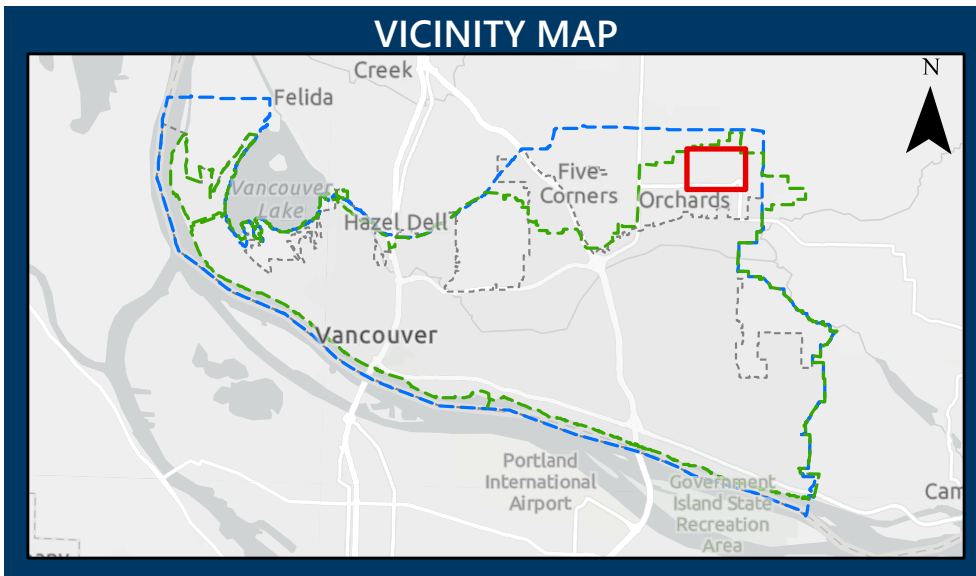 VICINITY MAP
N
Creek
Felida
Five
Corners
Vancouver
Lake
Orchards
Hazel Dell
Vancouver
Portland
International
Airport
Government
Island State
Recreation
Area
Cam